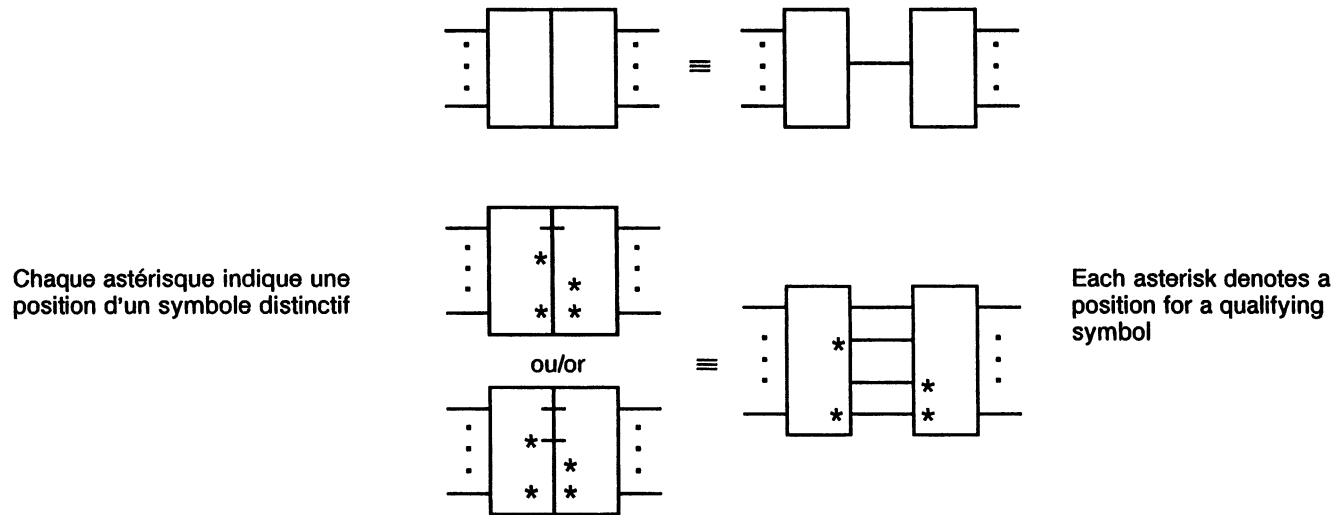 Chaque astérisque indique une
position d'un symbole distinctif
*
*
* *
ou/or
*
*
* *
≡
≡
*
*
* *
Each asterisk denotes a
position for a qualifying
symbol